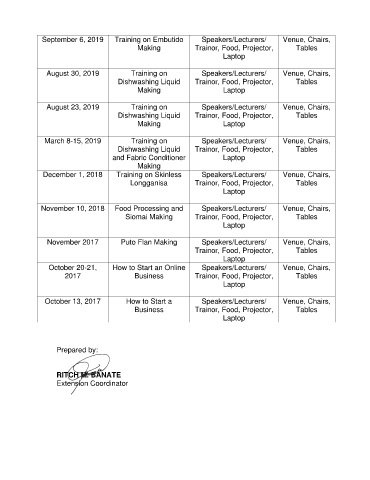 September 6, 2019 Training on Embutido Speakers/Lecturers/ Venue, Chairs,
Making Trainor, Food, Projector, Tables
Laptop
August 30, 2019 Training on Speakers/Lecturers/ Venue, Chairs,
Dishwashing Liquid Trainor, Food, Projector, Tables
Making Laptop
August 23, 2019 Training on Speakers/Lecturers/ Venue, Chairs,
Dishwashing Liquid Trainor, Food, Projector, Tables
Making Laptop
March 8-15, 2019 Training on Speakers/Lecturers/ Venue, Chairs,
Dishwashing Liquid Trainor, Food, Projector, Tables
and Fabric Conditioner Laptop
Making
December 1, 2018 Training on Skinless Speakers/Lecturers/ Venue, Chairs,
Longganisa Trainor, Food, Projector, Tables
Laptop
November 10, 2018 Food Processing and Speakers/Lecturers/ Venue, Chairs,
Siomai Making Trainor, Food, Projector, Tables
Laptop
November 2017 Puto Flan Making Speakers/Lecturers/ Venue, Chairs,
Trainor, Food, Projector, Tables
Laptop
October 20-21, How to Start an Online Speakers/Lecturers/ Venue, Chairs,
2017 Business Trainor, Food, Projector, Tables
Laptop
October 13, 2017 How to Start a Speakers/Lecturers/ Venue, Chairs,
Business Trainor, Food, Projector, Tables
Laptop
Prepared by:
RITCH M. BANATE
Extension Coordinator